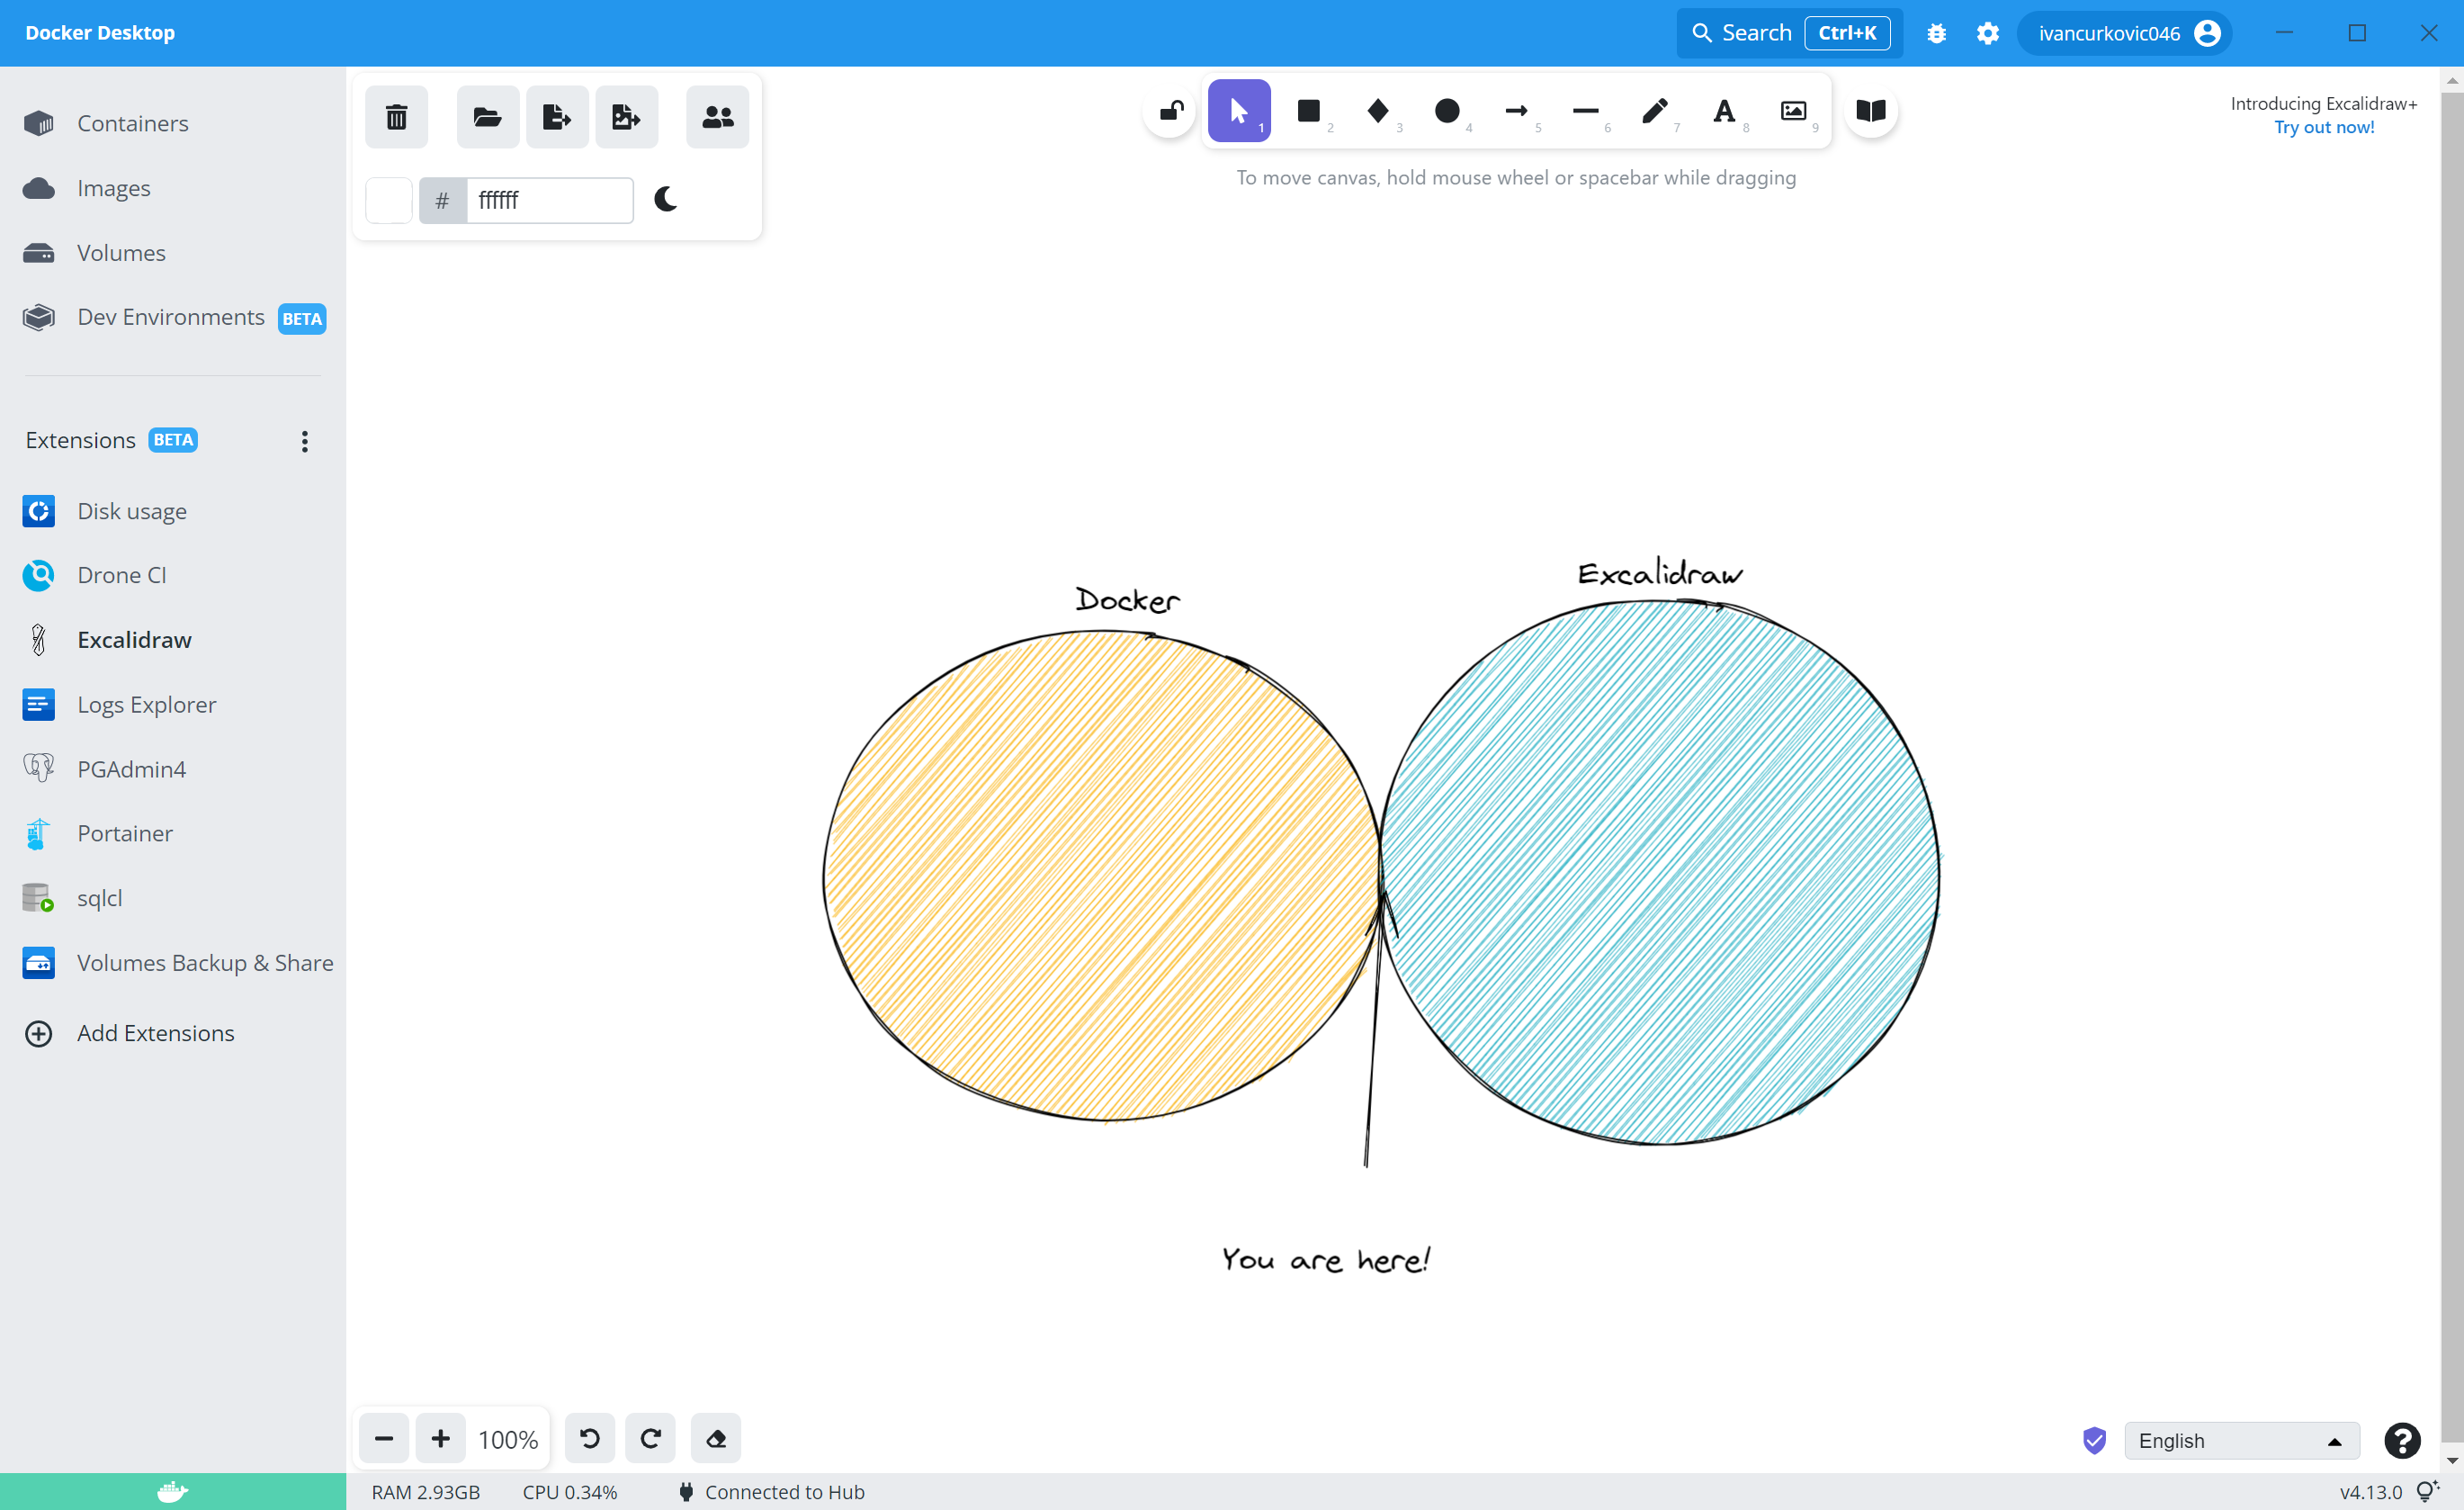 Docker Desktop
Search Ctrl+K
ivancurkovic046
Containers
Images
Volumes
Dev Environments BETA
Extensions BETA
Disk usage
Drone CI
Excalidraw
Logs Explorer
PGAdmin4
Portainer
sqlcl
Volumes Backup & Share
Add Extensions
# ffffff
1 2 3 4 5 6 7 8 9
To move canvas, hold mouse wheel or spacebar while dragging
Introducing Excalidraw+
Try out now!
Docker
Excalidraw
You are here!
100%
English
RAM 2.93GB CPU 0.34% Connected to Hub
v4.13.0